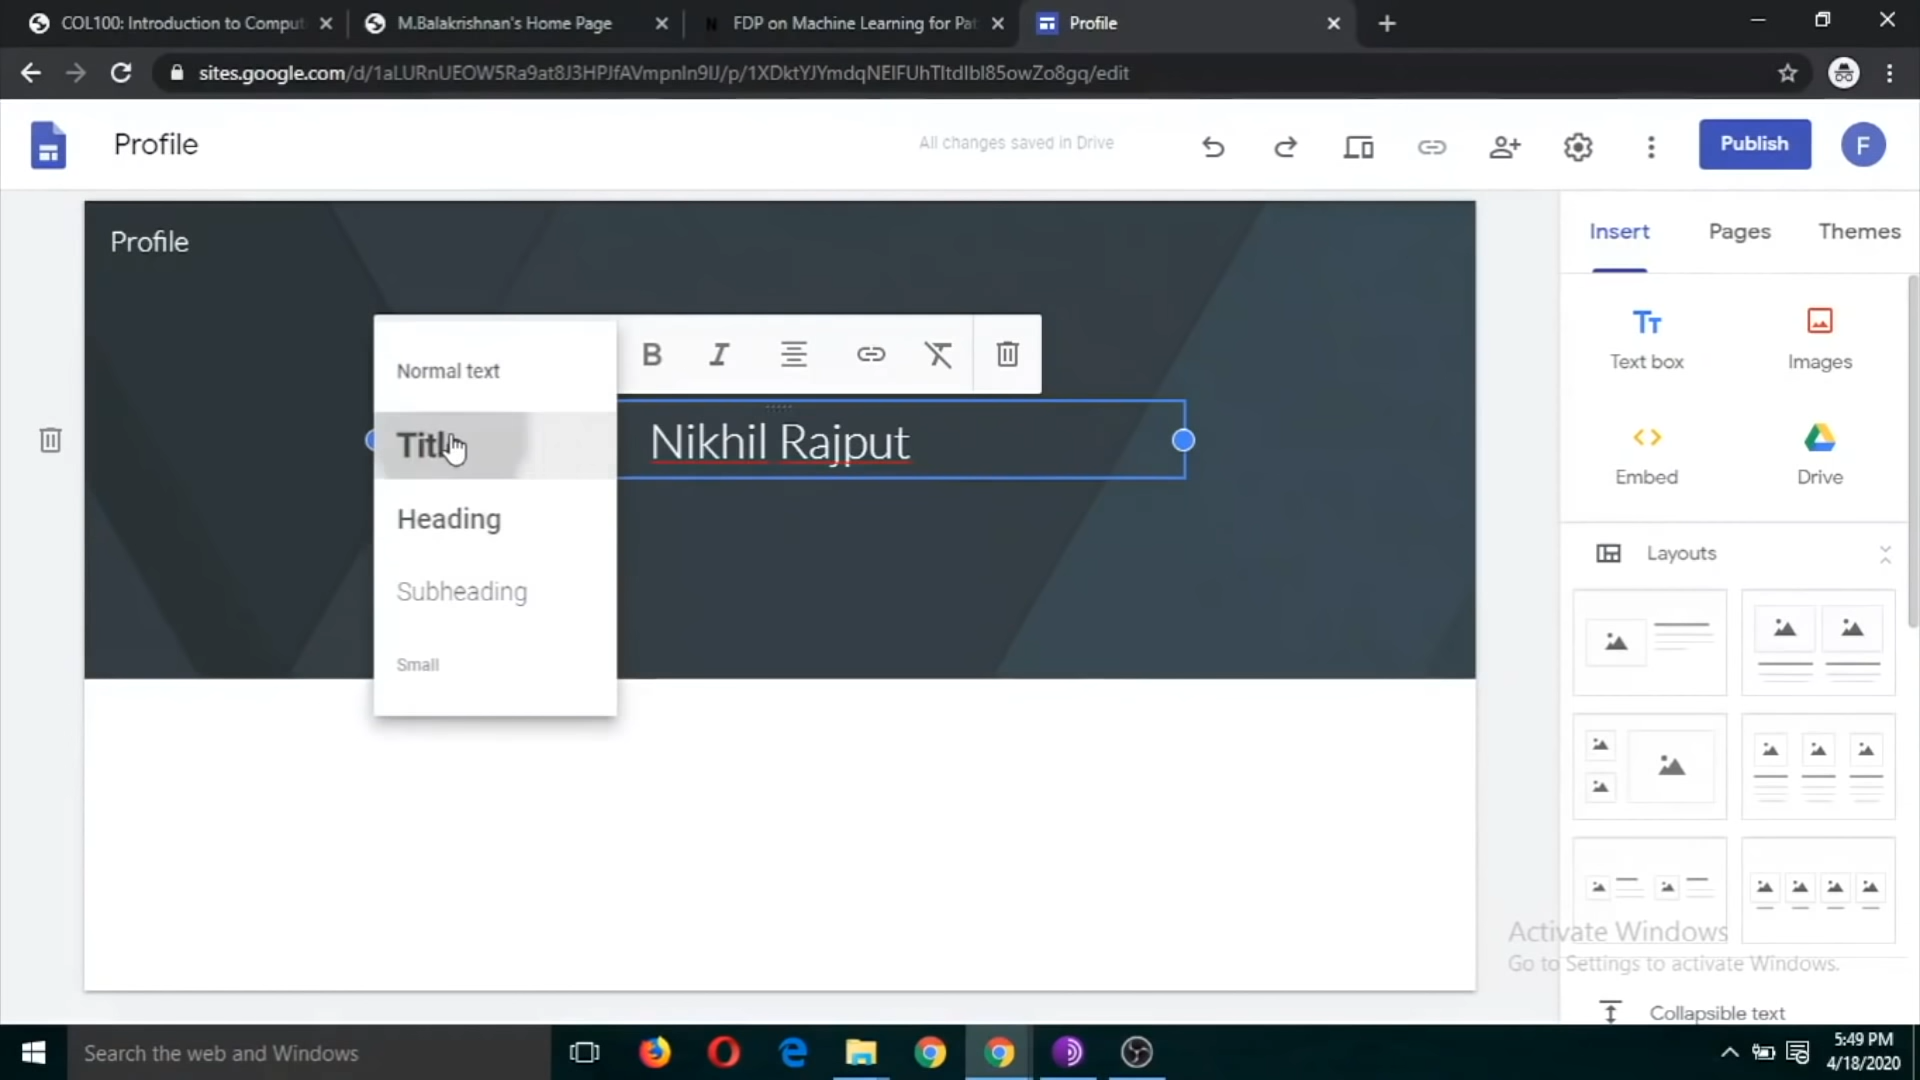 COL100: Introduction to Comput
M.Balakrishnan's Home Page
FDP on Machine Learning for Pat
Profile
sites.google.com/d/1aLURnUEOW5Ra9at8J3HPJfAVmpnIn9IJ/p/1XDktYJYmdqNEIFUhTltdIbI85owZo8gq/edit
Profile
All changes saved in Drive
Publish
F
Insert
Pages
Themes
Profile
Normal text
Title
Heading
Subheading
Small
B
I
Nikhil Rajput
Text box
Images
Embed
Drive
Layouts
Activate Windows
Go to Settings to activate Windows.
Collapsible text
Search the web and Windows
5:49 PM
4/18/2020